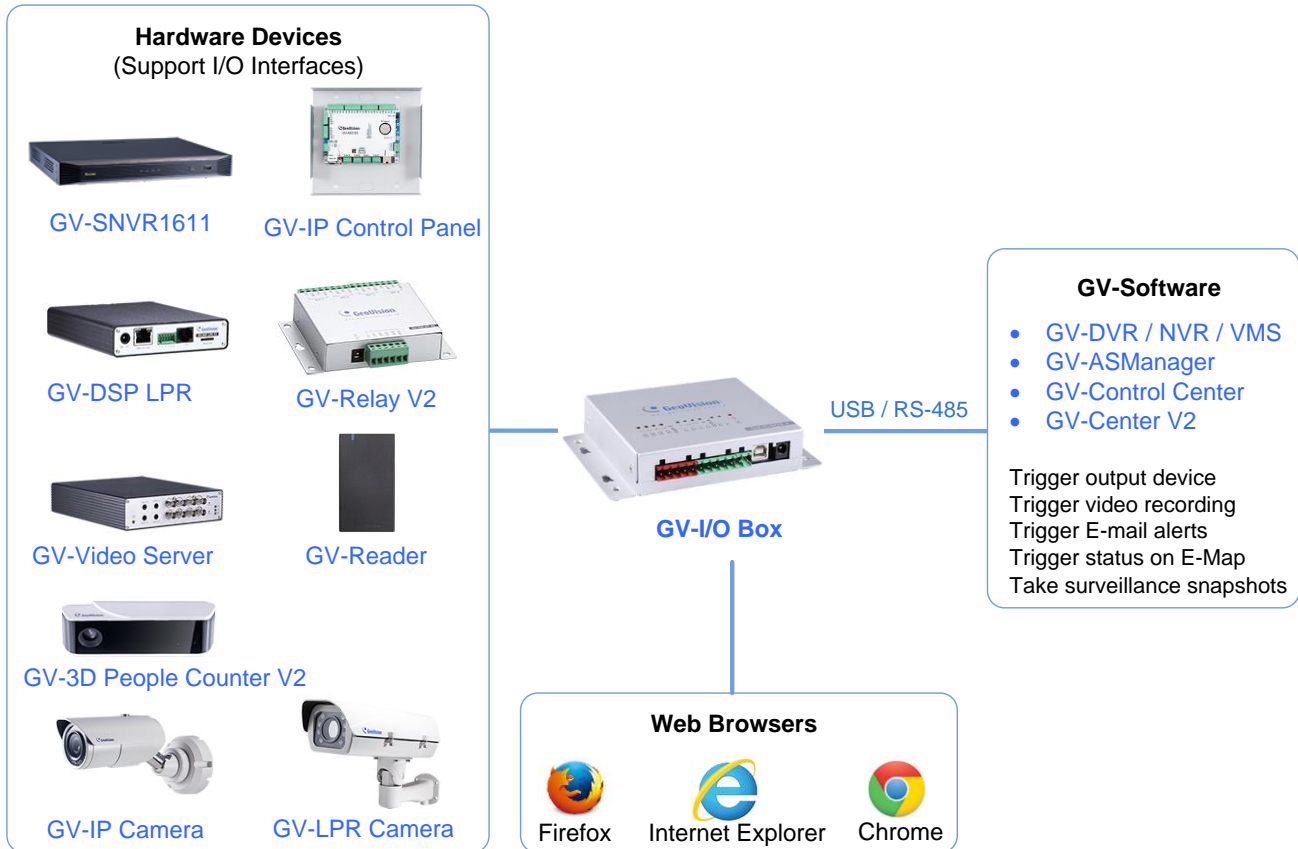 Hardware Devices
(Support I/O Interfaces)
GV-SNVR1611
GV-IP Control Panel
GeoVision
GV-DSP LPR
GV-Relay V2
GeoVision
GV-Video Server
GV-Reader
GV-3D People Counter V2
GV-IP Camera
GV-LPR Camera
GeoVision
GV-I/O Box
USB / RS-485
GV-Software
• GV-DVR / NVR / VMS
• GV-ASManager
• GV-Control Center
• GV-Center V2
Trigger output device
Trigger video recording
Trigger E-mail alerts
Trigger status on E-Map
Take surveillance snapshots
Web Browsers
Firefox
Internet Explorer
Chrome